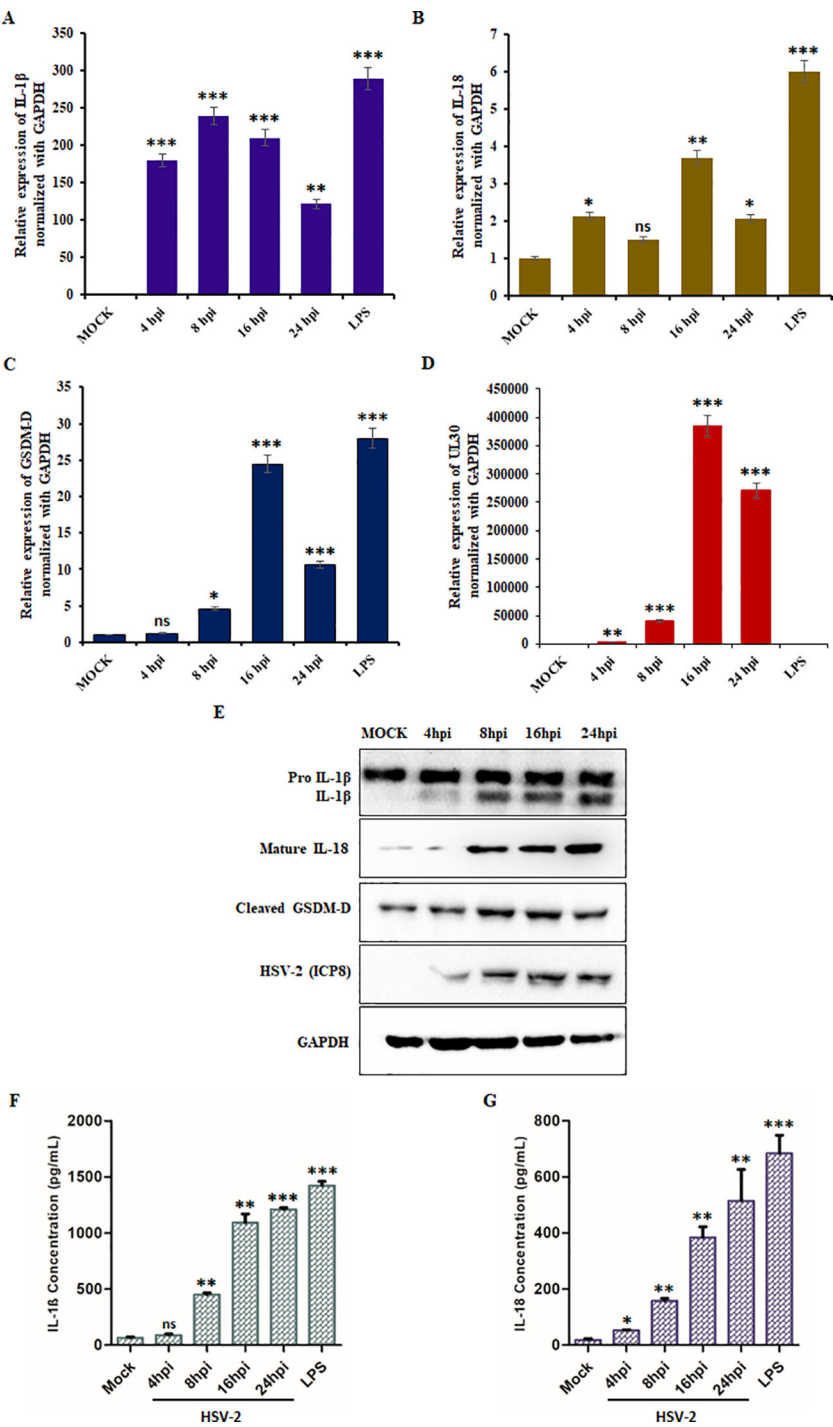 A
Relative expression of IL-1β
normalized with GAPDH
350
300
250
200
150
100
50
0
***
***
***
**
***
MOCK
4 hpi
8 hpi
16 hpi
24 hpi
LPS
B
Relative expression of IL-18
normalized with GAPDH
7
6
5
4
3
2
1
0
*
ns
**
*
***
MOCK
4 hpi
8 hpi
16 hpi
24 hpi
LPS
C
Relative expression of GSDM-D
normalized with GAPDH
35
30
25
20
15
10
5
0
ns
*
***
***
***
MOCK
4 hpi
8 hpi
16 hpi
24 hpi
LPS
D
Relative expression of UL30
normalized with GAPDH
450000
400000
350000
300000
250000
200000
150000
100000
50000
0
**
***
***
***
MOCK
4 hpi
8 hpi
16 hpi
24 hpi
LPS
E
MOCK 4hpi 8hpi 16hpi 24hpi
Pro IL-1β
IL-1β
Mature IL-18
Cleaved GSDM-D
HSV-2 (ICP8)
GAPDH
F
IL-1ß Concentration (pg/mL)
2000
1500
1000
500
0
ns
**
**
***
***
Mock
4hpi
8hpi
16hpi
24hpi
LPS
HSV-2
G
IL-18 Concentration (pg/mL)
800
600
400
200
0
*
**
**
**
***
Mock
4hpi
8hpi
16hpi
24hpi
LPS
HSV-2